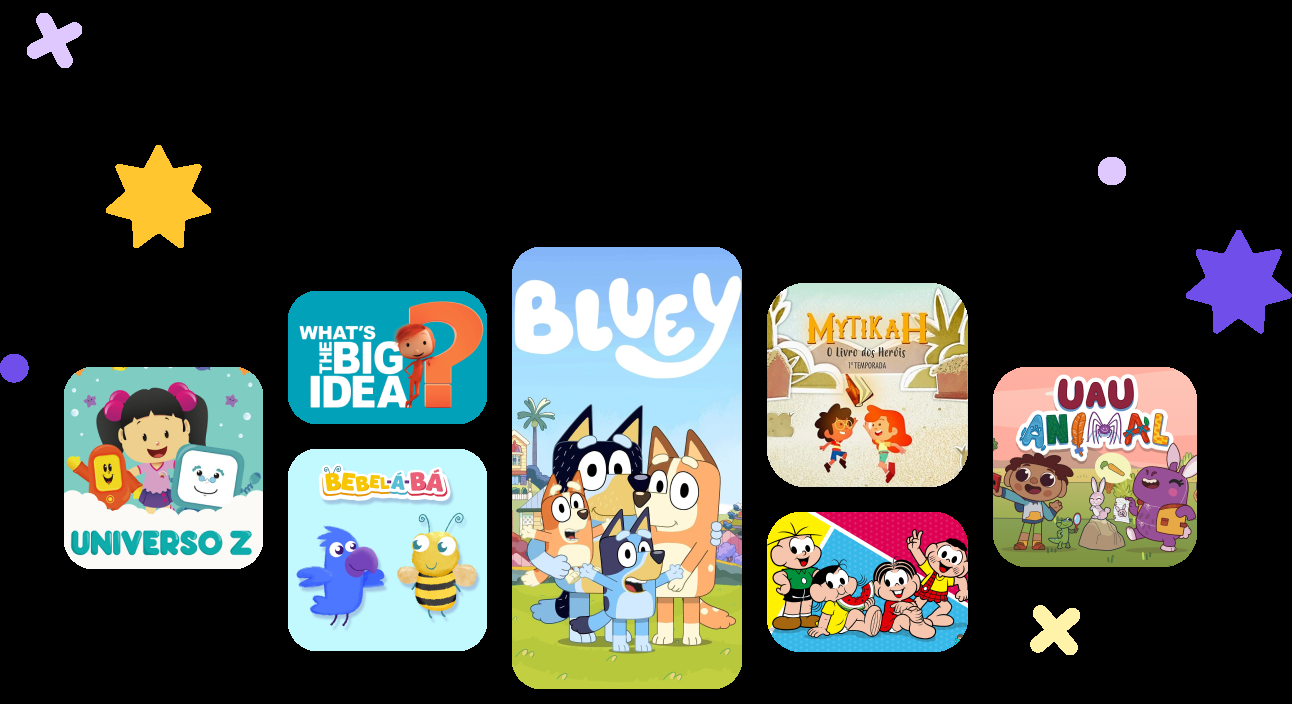 UNIVERSO Z
WHAT'S
THE BIG
IDEA
BEBEL-Á-BÁ
BLUEY
MYTIKAH
O Livro dos Heróis
1ª TEMPORADA
UAU
ANIMAL